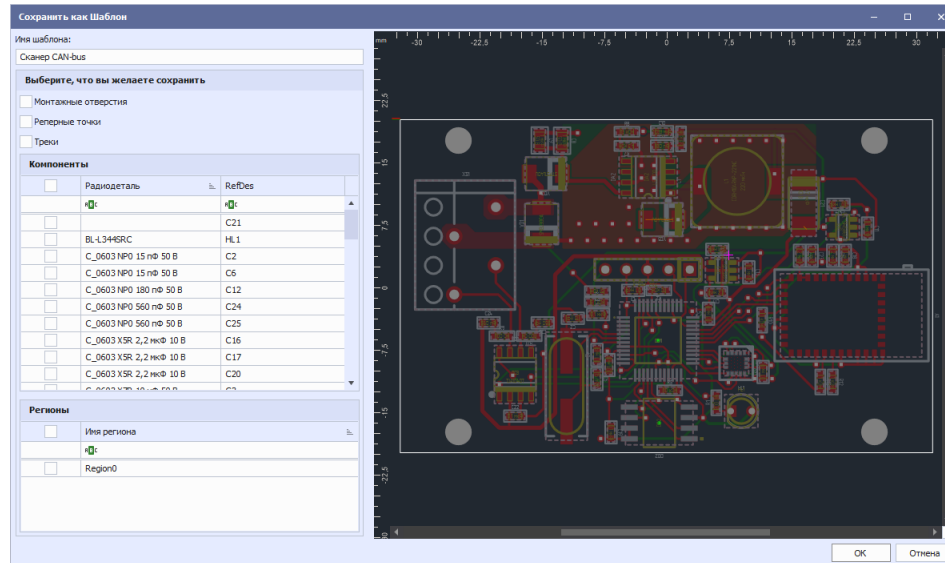 Сохранить как Шаблон
Имя шаблона:
Сканер CAN-bus
Выберите, что вы желаете сохранить
Монтажные отверстия
Реперные точки
Треки
Компоненты
Радиодеталь RefDes
C21
BL-L344SRC HL1
C_0603 NP0 15 пФ 50 В C2
C_0603 NP0 15 пФ 50 В C6
C_0603 NP0 180 пФ 50 В C12
C_0603 NP0 560 пФ 50 В C24
C_0603 NP0 560 пФ 50 В C25
C_0603 X5R 2,2 мкФ 10 В C16
C_0603 X5R 2,2 мкФ 10 В C17
C_0603 X5R 2,2 мкФ 10 В C20
Регионы
Имя региона
Region0
mm -30 -22,5 -15 -7,5 0 7,5 15 22,5 30
22,5
15
7,5
0
-7,5
-15
-22,5
OK Отмена